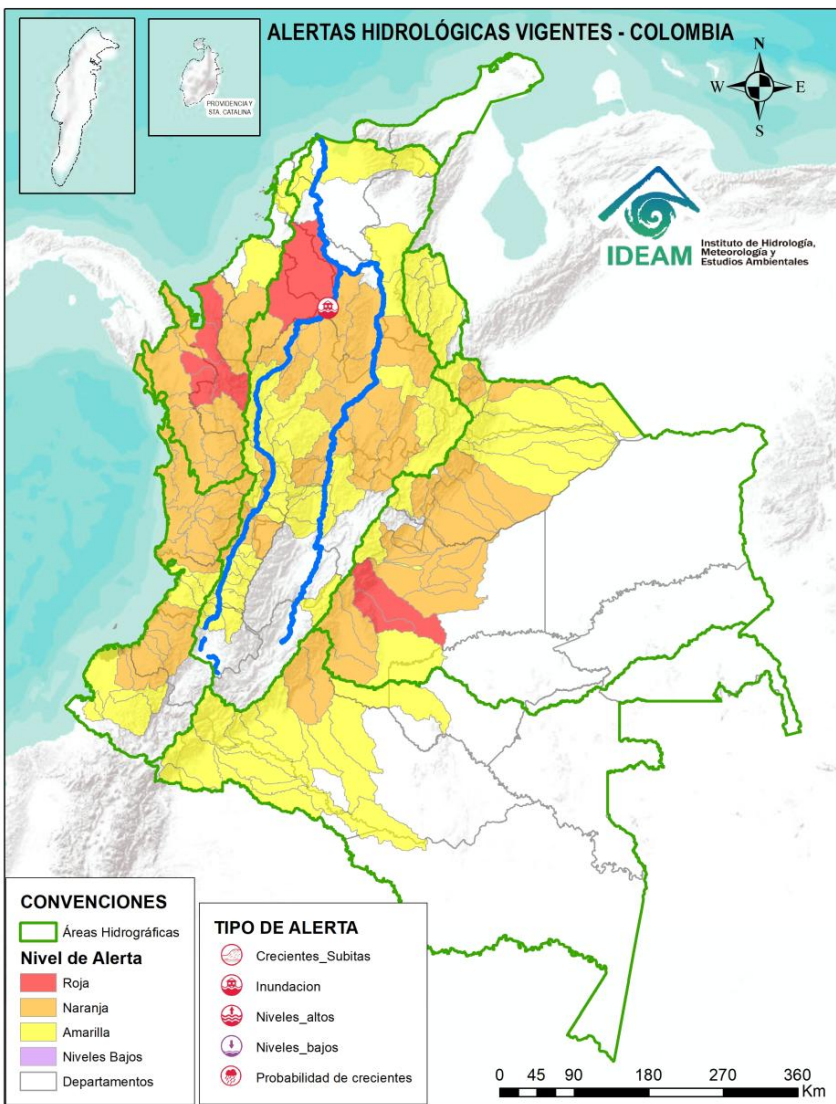 ALERTAS HIDROLÓGICAS VIGENTES - COLOMBIA
PROVIDENCIA Y
STA. CATALINA
N
W
E
S
IDEAM
Instituto de Hidrología,
Meteorología y
Estudios Ambientales
CONVENCIONES
Áreas Hidrográficas
Nivel de Alerta
Roja
Naranja
Amarilla
Niveles Bajos
Departamentos
TIPO DE ALERTA
Crecientes_Subitas
Inundacion
Niveles_altos
Niveles_bajos
Probabilidad de crecientes
0 45 90 180 270 360
Km